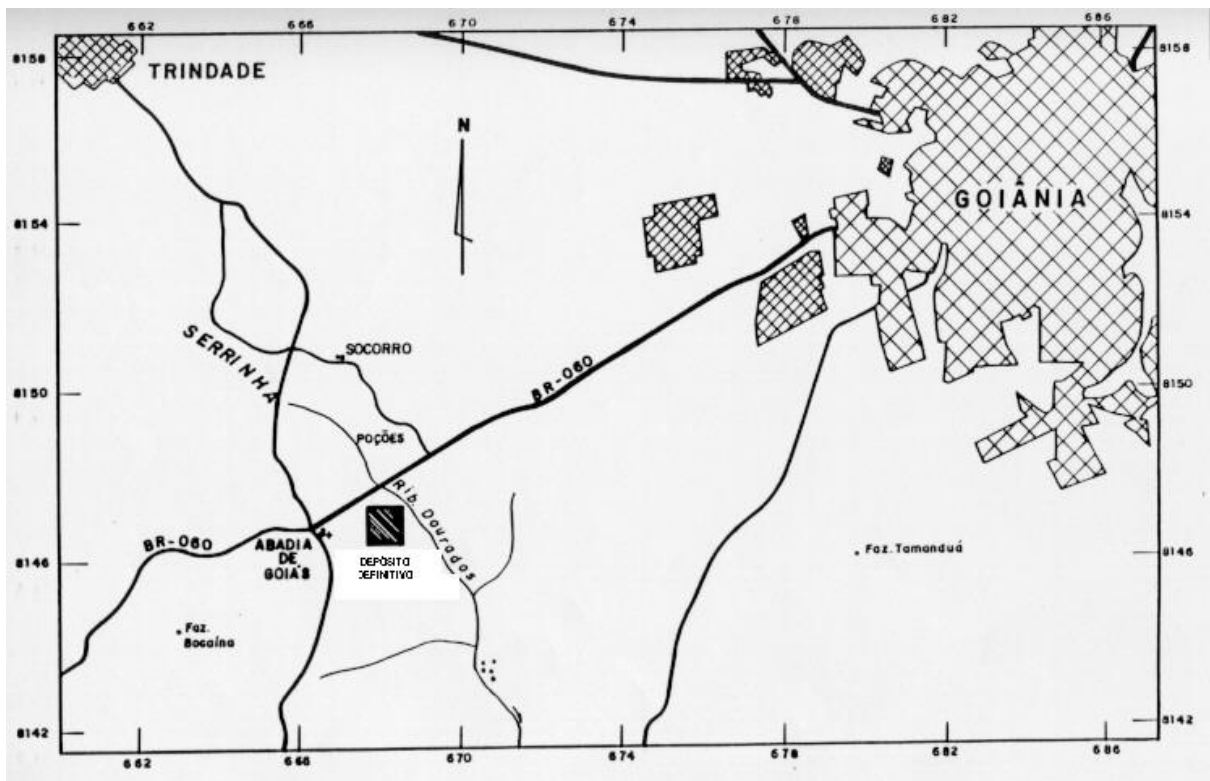 662
666
670
674
678
682
686
8158
TRINDADE
8158
N
GOIÂNIA
8154
8154
SERRINHA
SOCORRO
BR-060
8150
8150
POÇÕES
Rib. Dourados
BR-060
ABADIA
DE
GOIÁS
DEPÓSITO
DEFINITIVO
Faz. Tamanduá
8146
8146
Faz.
Bocaína
8142
8142
662
666
670
674
678
682
686